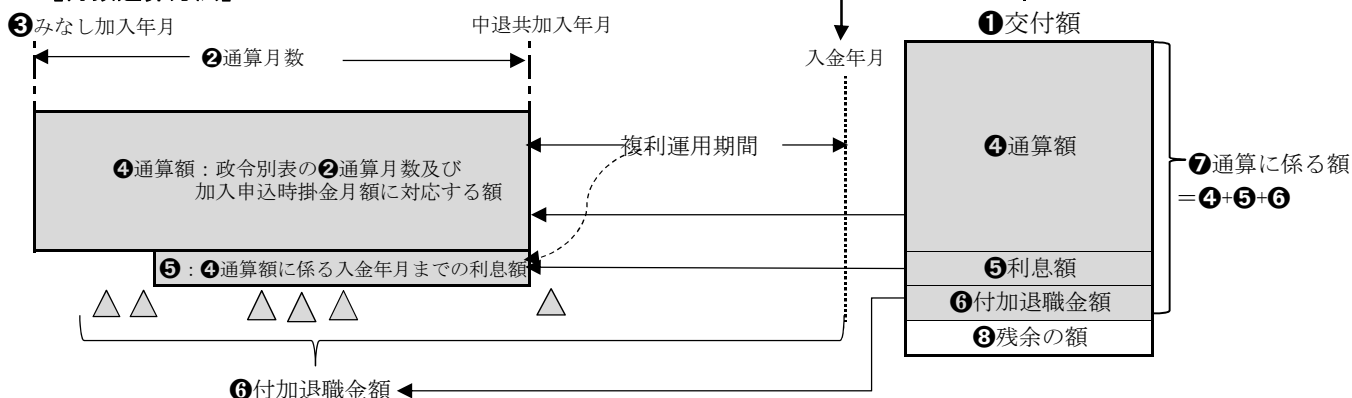 ❸みなし加入年月
中退共加入年月
❶交付額
❷通算月数
入金年月
複利運用期間
❹通算額：政令別表の❷通算月数及び
加入申込時掛金月額に対応する額
❹通算額
❼通算に係る額
＝❹+❺+❻
❺：❹通算額に係る入金年月までの利息額
❺利息額
❻付加退職金額
❽残余の額
❻付加退職金額